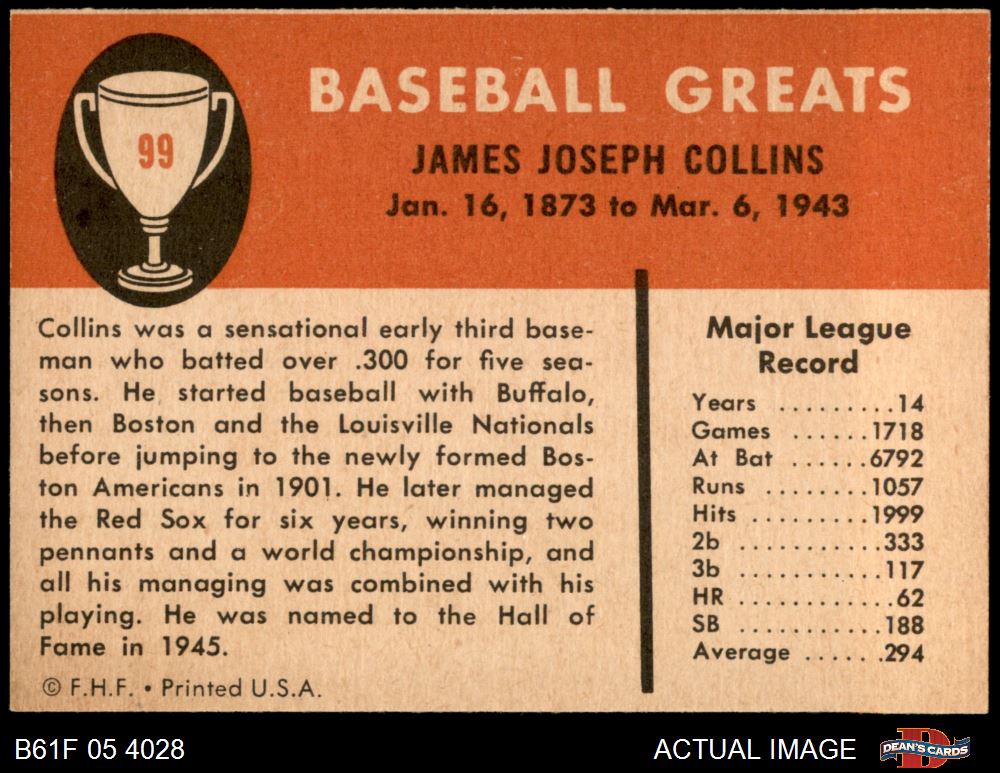 99
BASEBALL GREATS
JAMES JOSEPH COLLINS
Jan. 16, 1873 to Mar. 6, 1943
Collins was a sensational early third base-
man who batted over .300 for five sea-
sons. He started baseball with Buffalo,
then Boston and the Louisville Nationals
before jumping to the newly formed Bos-
ton Americans in 1901. He later managed
the Red Sox for six years, winning two
pennants and a world championship, and
all his managing was combined with his
playing. He was named to the Hall of
Fame in 1945.
© F.H.F. • Printed U.S.A.
Major League
Record
Years .........14
Games ......1718
At Bat ......6792
Runs ........1057
Hits .........1999
2b ...........333
3b ...........117
HR ............62
SB ...........188
Average ......294
B61F 05 4028
ACTUAL IMAGE
D
DEAN'S CARDS